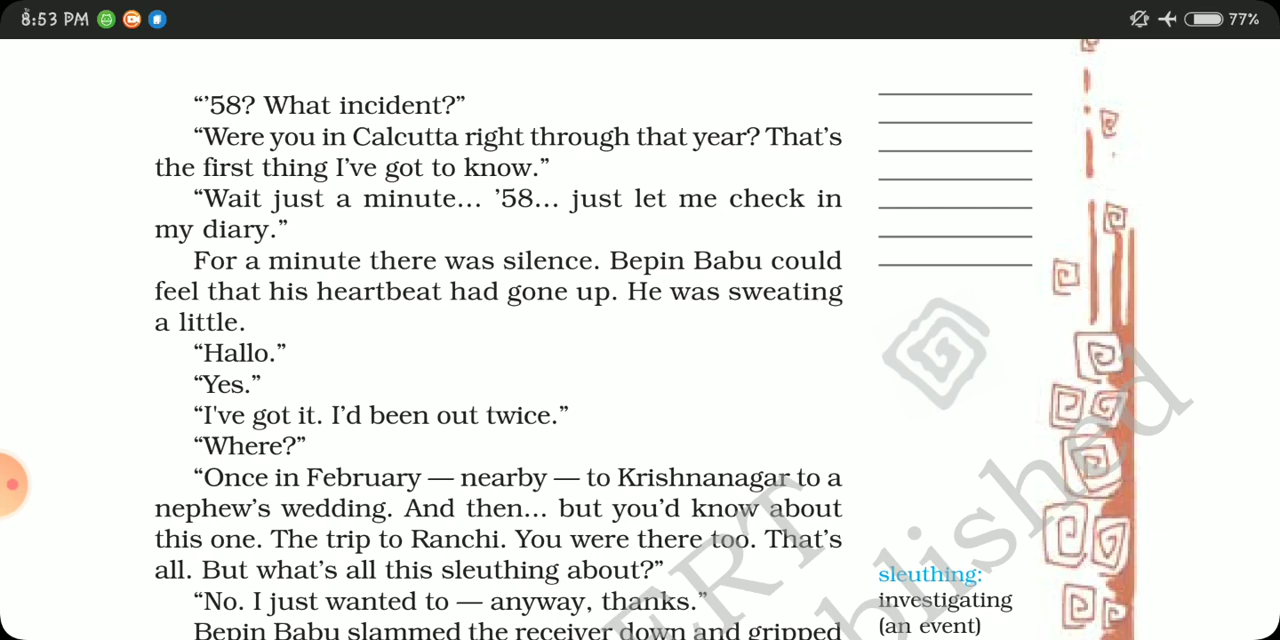 8:53 PM
77%
“’58? What incident?”
“Were you in Calcutta right through that year? That’s
the first thing I’ve got to know.”
“Wait just a minute... ’58... just let me check in
my diary.”
For a minute there was silence. Bepin Babu could
feel that his heartbeat had gone up. He was sweating
a little.
“Hallo.”
“Yes.”
“I've got it. I’d been out twice.”
“Where?”
“Once in February — nearby — to Krishnanagar to a
nephew’s wedding. And then... but you’d know about
this one. The trip to Ranchi. You were there too. That’s
all. But what’s all this sleuthing about?”
“No. I just wanted to — anyway, thanks.”
Bepin Babu slammed the receiver down and gripped
sleuthing:
investigating
(an event)
ERT
blished